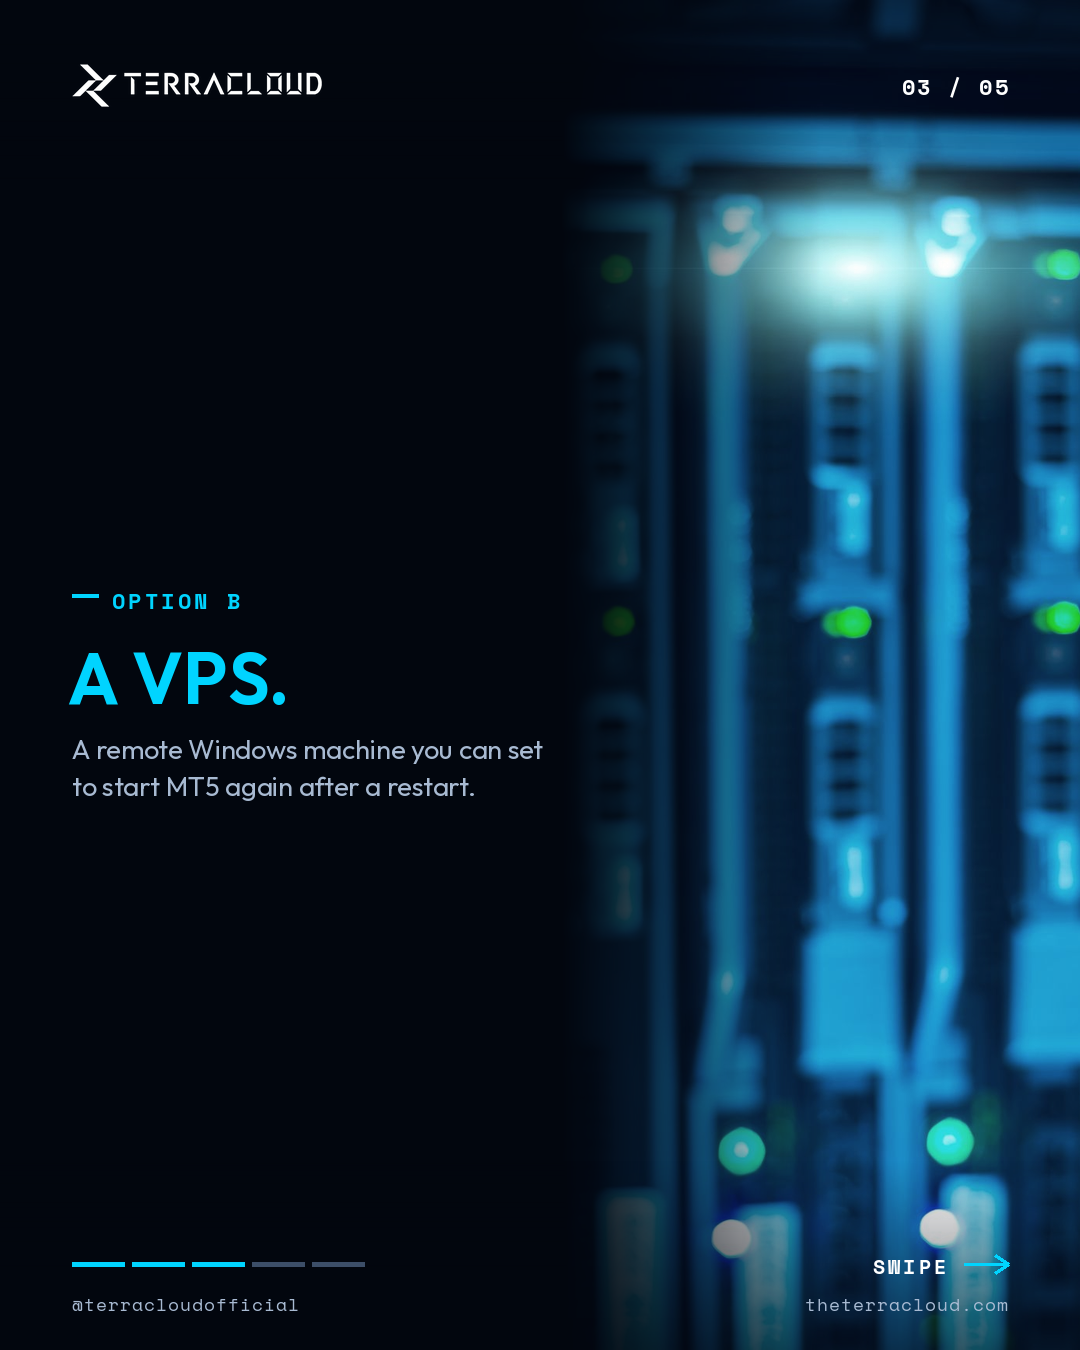 TERRACLOUD
03 / 05
OPTION B
A VPS.
A remote Windows machine you can set
to start MT5 again after a restart.
SWIPE
@terracloudofficial
theterracloud.com